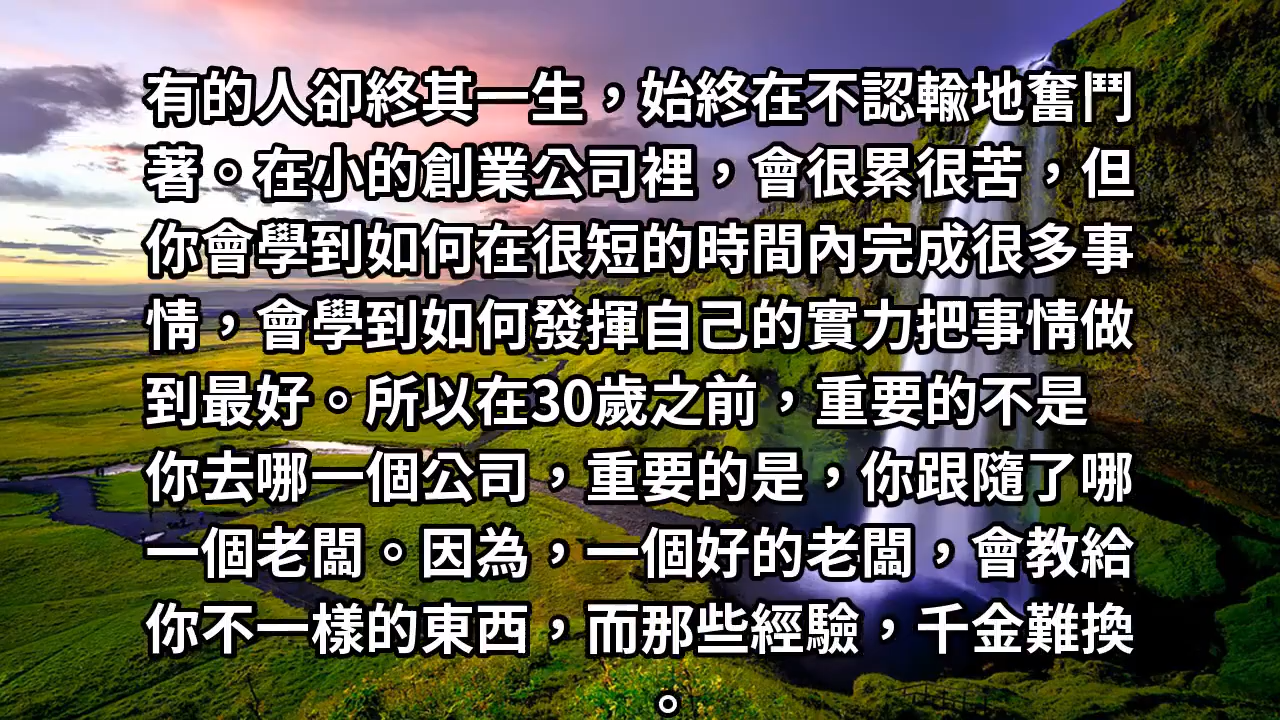 有的人卻終其一生，始終在不認輸地奮鬥
著。在小的創業公司裡，會很累很苦，但
你會學到如何在很短的時間內完成很多事
情，會學到如何發揮自己的實力把事情做
到最好。所以在30歲之前，重要的不是
你去哪一個公司，重要的是，你跟隨了哪
一個老闆。因為，一個好的老闆，會教給
你不一樣的東西，而那些經驗，千金難換
。